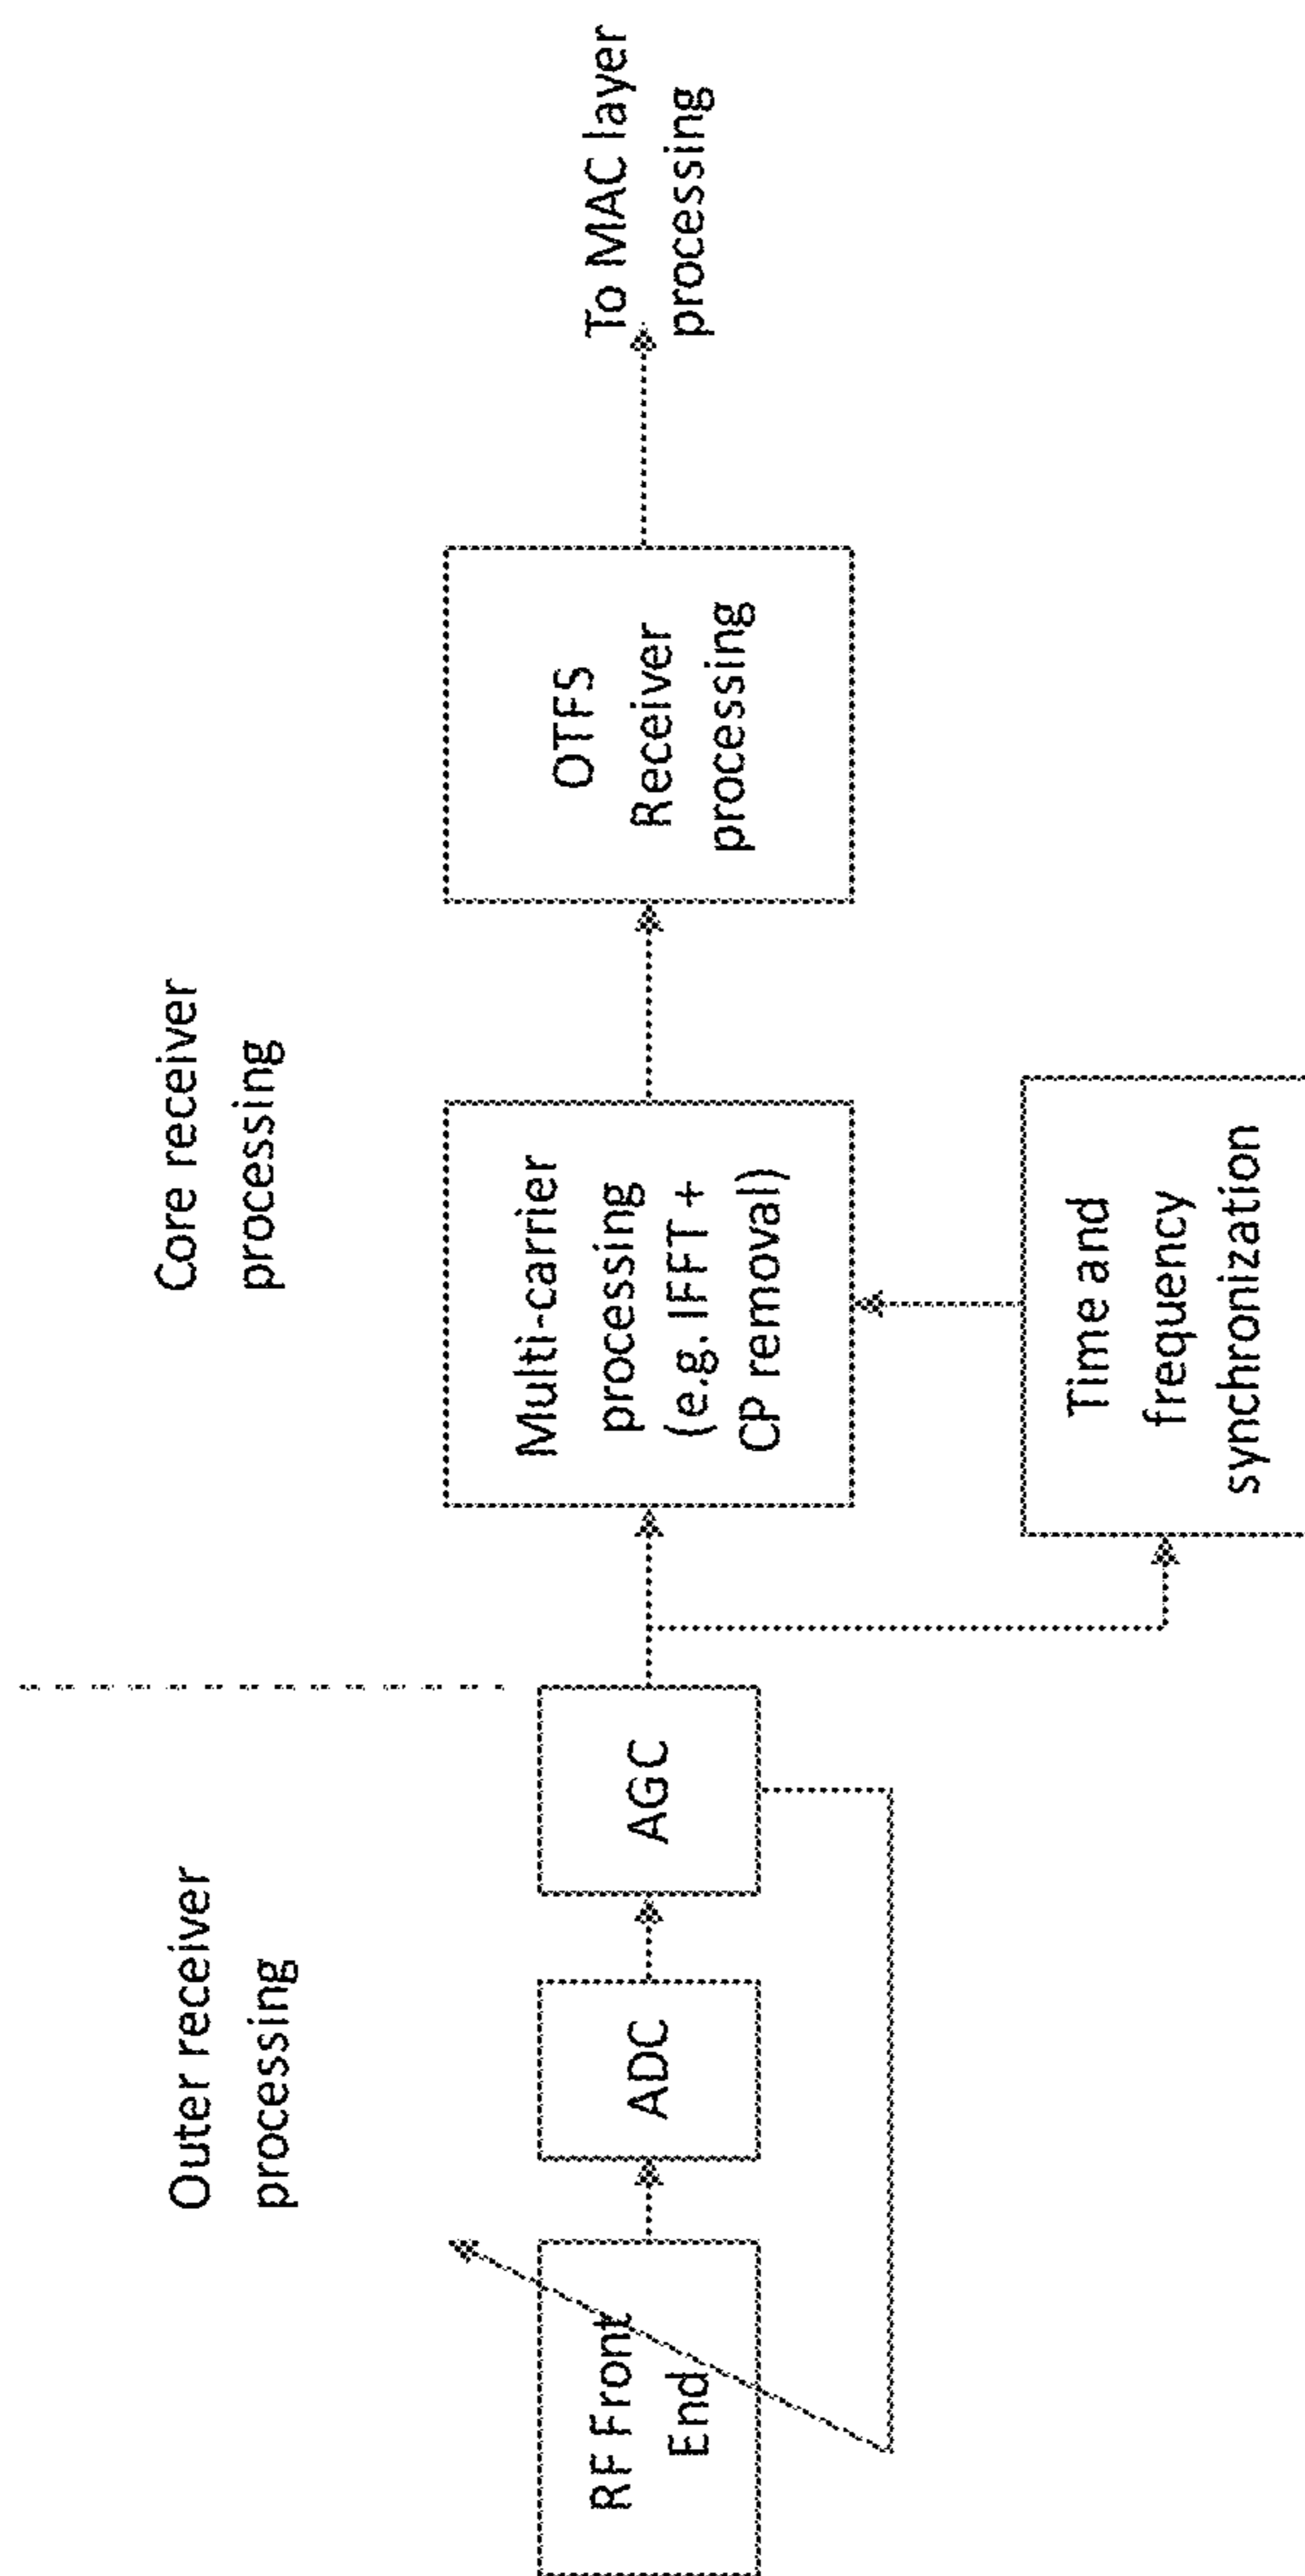 Outer receiver
processing
Core receiver
processing
RF Front
End
ADC
AGC
Multi-carrier
processing
(e.g. IFFT +
CP removal)
OTFS
Receiver
processing
To MAC layer
processing
Time and
frequency
synchronization